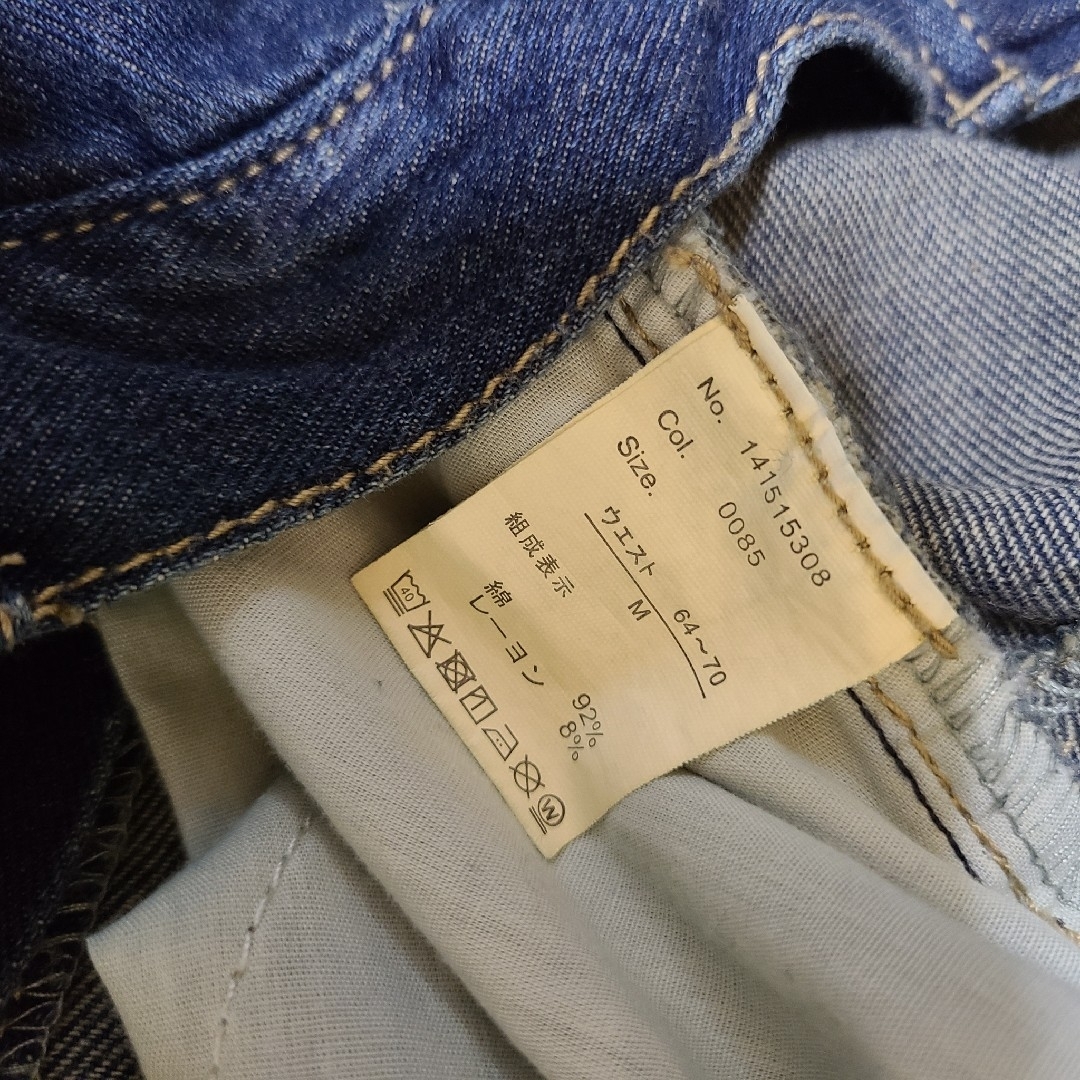 No. 141515308
Col. 0085
Size.
ウエスト 64～70
M
組成表示
綿 92%
レーヨン 8%
40
W